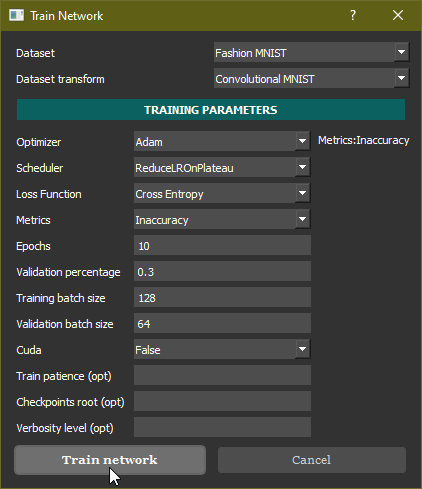 Train Network
Dataset Fashion MNIST
Dataset transform Convolutional MNIST
TRAINING PARAMETERS
Optimizer Adam Metrics:Inaccuracy
Scheduler ReduceLROnPlateau
Loss Function Cross Entropy
Metrics Inaccuracy
Epochs 10
Validation percentage 0.3
Training batch size 128
Validation batch size 64
Cuda False
Train patience (opt)
Checkpoints root (opt)
Verbosity level (opt)
Train network Cancel